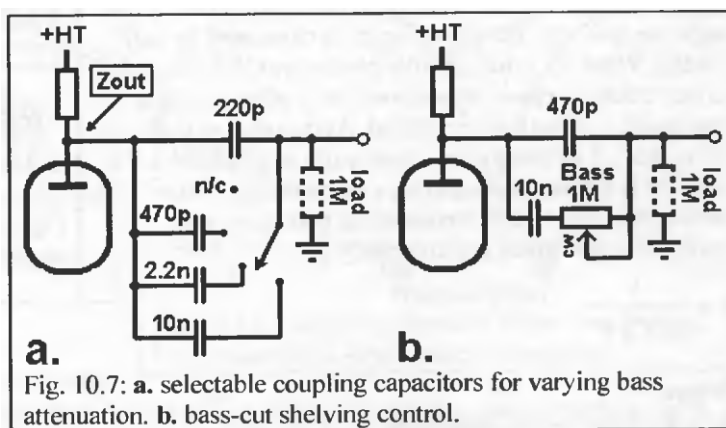 +HT
Zout
220p
n/c
470p
2.2n
10n
load
1M
a.
+HT
470p
Bass
1M
10n
cw
load
1M
b.
Fig. 10.7: a. selectable coupling capacitors for varying bass
attenuation. b. bass-cut shelving control.